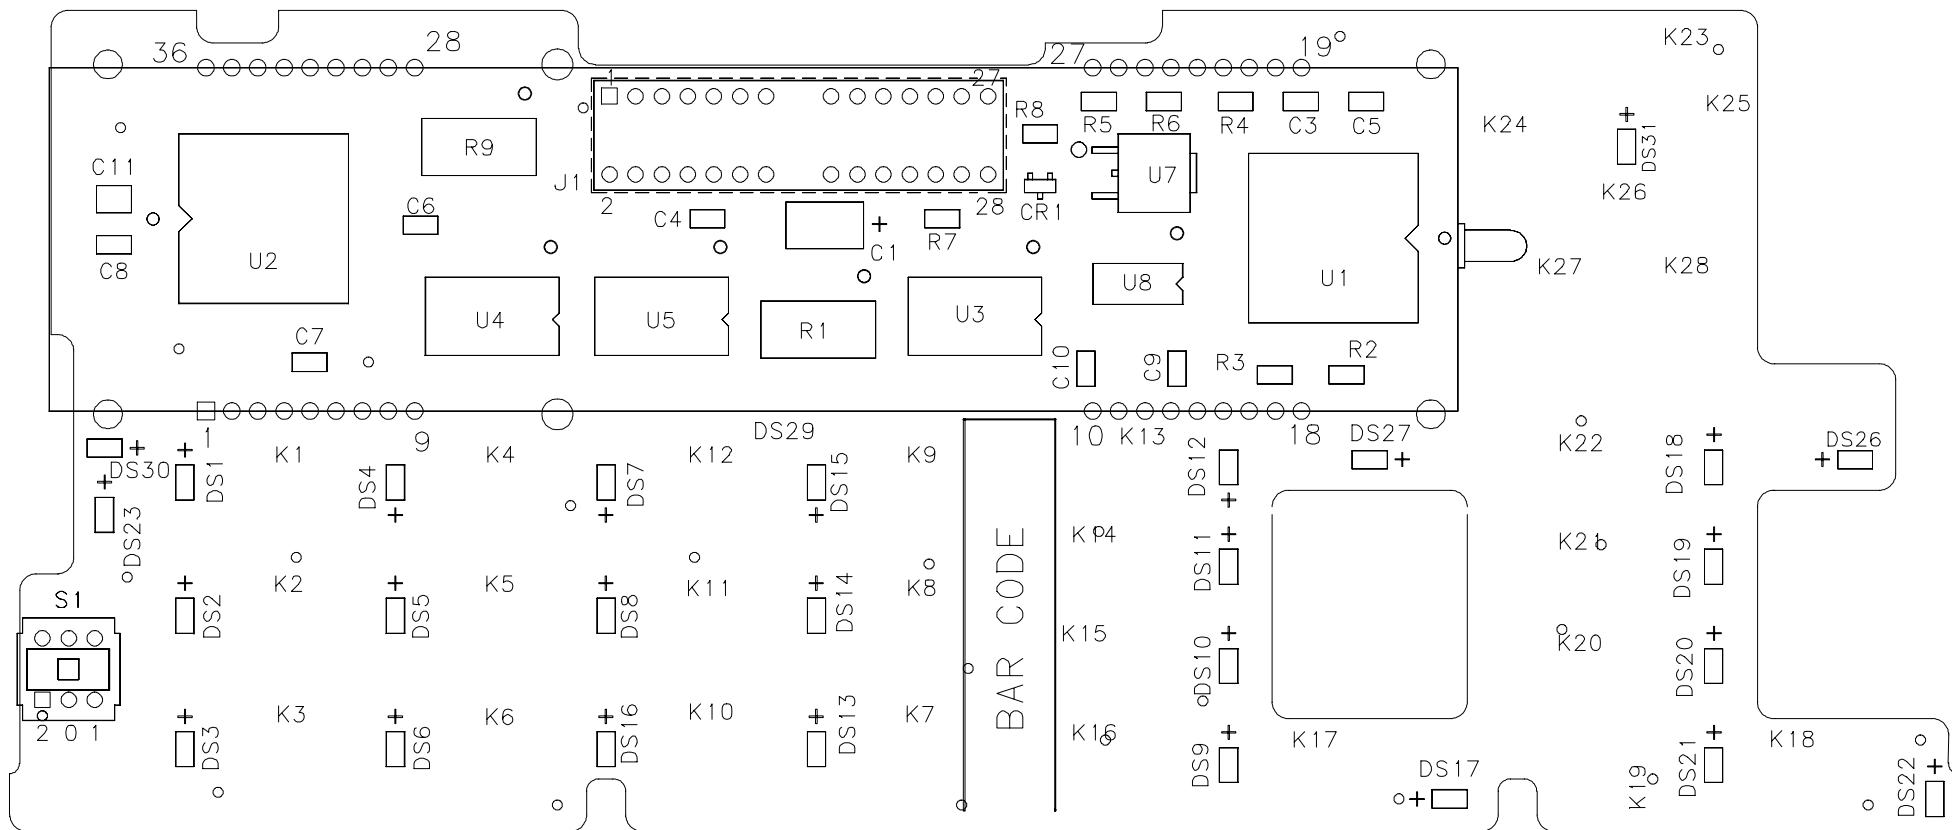 36
28
27
19
K23
1
27
R8
R5
R6
R4
C3
C5
K24
K25
DS31
C11
R9
J1
U7
K26
2
28
CR1
C6
C4
C1
R7
C8
U2
U8
U1
K27
K28
U4
U5
R1
U3
C7
C10
C9
R3
R2
1
9
DS29
10
K13
18
DS27
DS26
DS30
DS1
K1
DS4
K4
DS7
K12
DS15
K9
DS12
K22
DS18
DS23
K14
DS11
K21
DS19
BAR CODE
S1
K2
DS2
K5
DS5
DS8
K11
DS14
K8
K15
DS10
K20
DS20
2 0 1
K3
DS3
K6
DS6
DS16
K10
DS13
K7
K16
DS9
K17
K18
DS17
K19
DS21
DS22